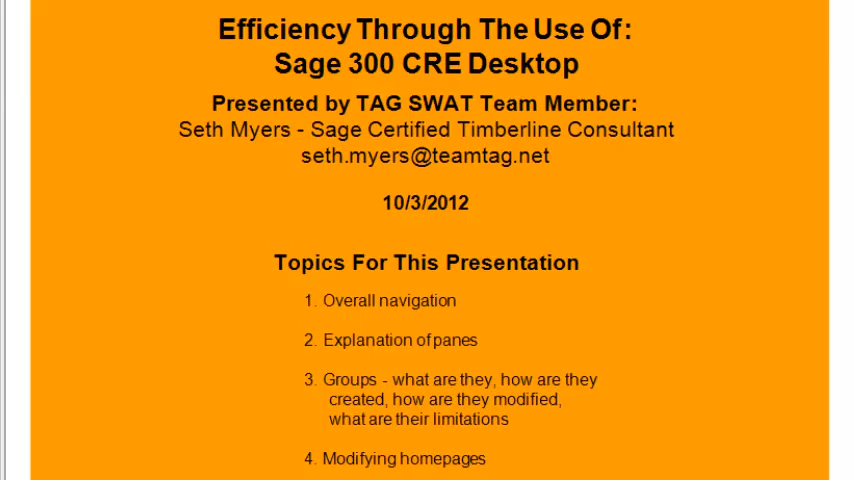 Efficiency Through The Use Of:
Sage 300 CRE Desktop
Presented by TAG SWAT Team Member:
Seth Myers - Sage Certified Timberline Consultant
seth.myers@teamtag.net
10/3/2012
Topics For This Presentation
1. Overall navigation
2. Explanation of panes
3. Groups - what are they, how are they
created, how are they modified,
what are their limitations
4. Modifying homepages